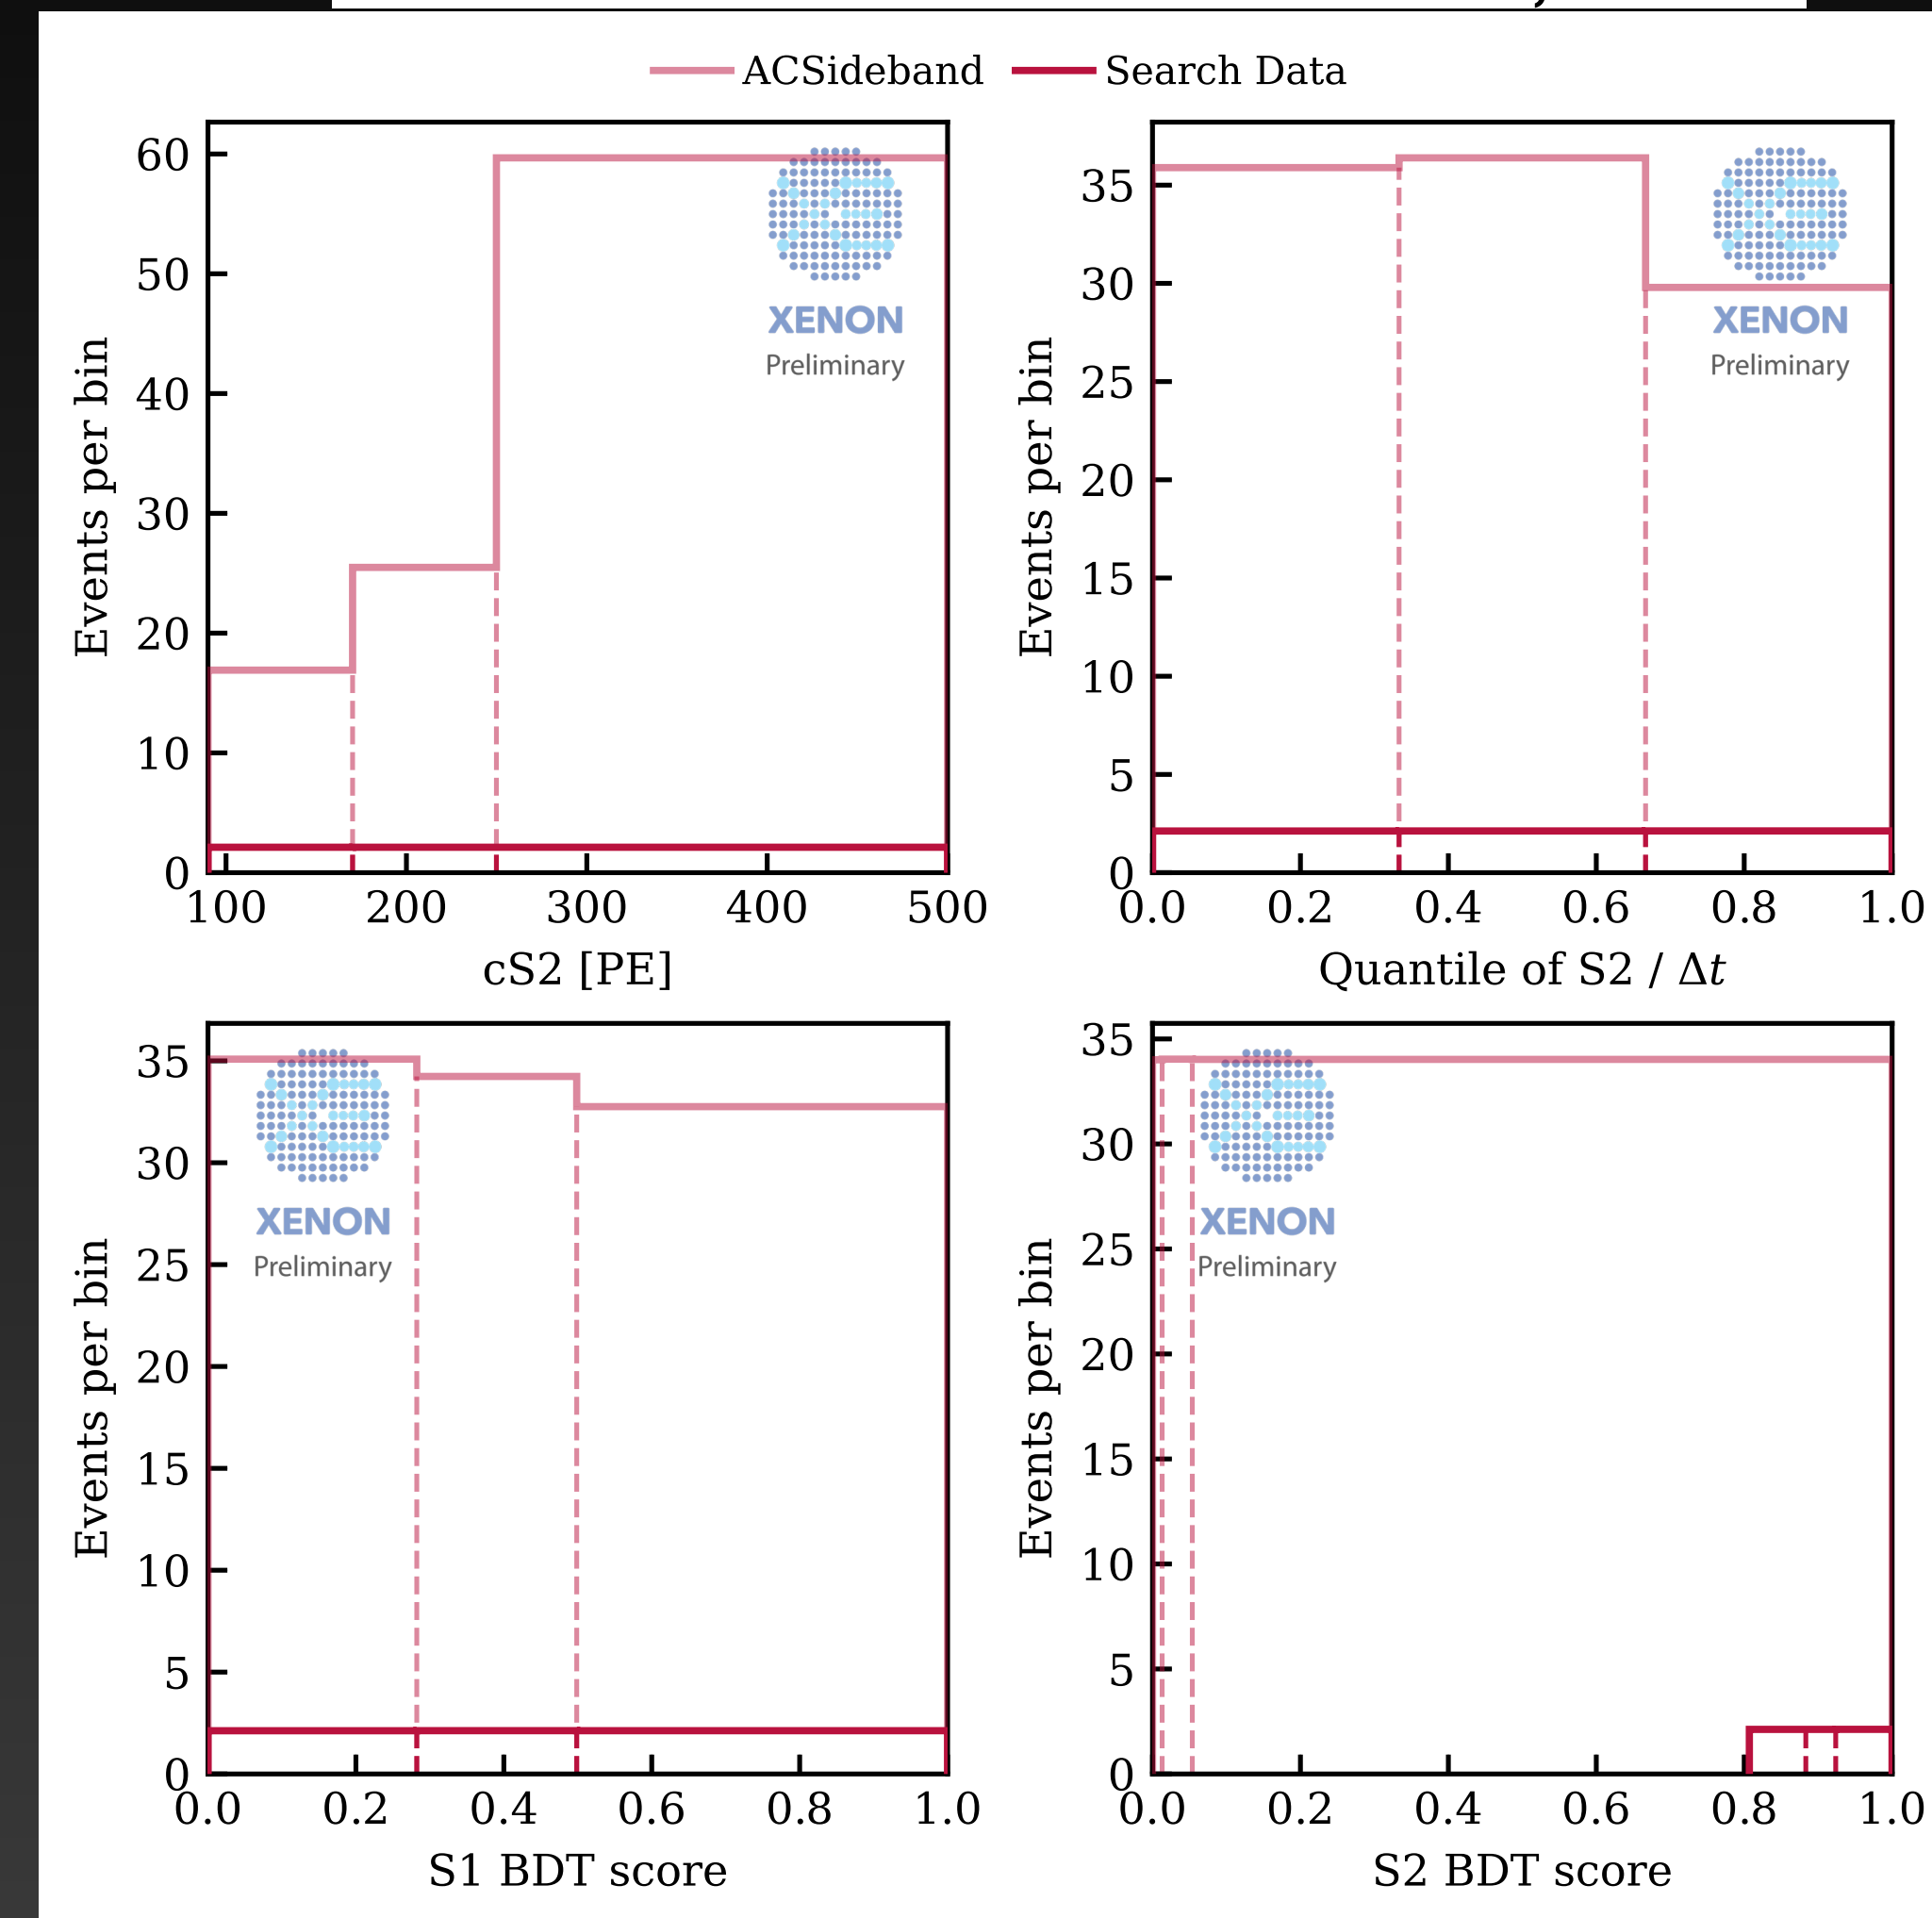 ACSideband Search Data
60
50
40
30
20
10
0
Events per bin
100 200 300 400 500
cS2 [PE]
XENON
Preliminary
35
30
25
20
15
10
5
0
Events per bin
0.0 0.2 0.4 0.6 0.8 1.0
Quantile of S2 / Δt
XENON
Preliminary
35
30
25
20
15
10
5
0
Events per bin
0.0 0.2 0.4 0.6 0.8 1.0
S1 BDT score
XENON
Preliminary
35
30
25
20
15
10
5
0
Events per bin
0.0 0.2 0.4 0.6 0.8 1.0
S2 BDT score
XENON
Preliminary